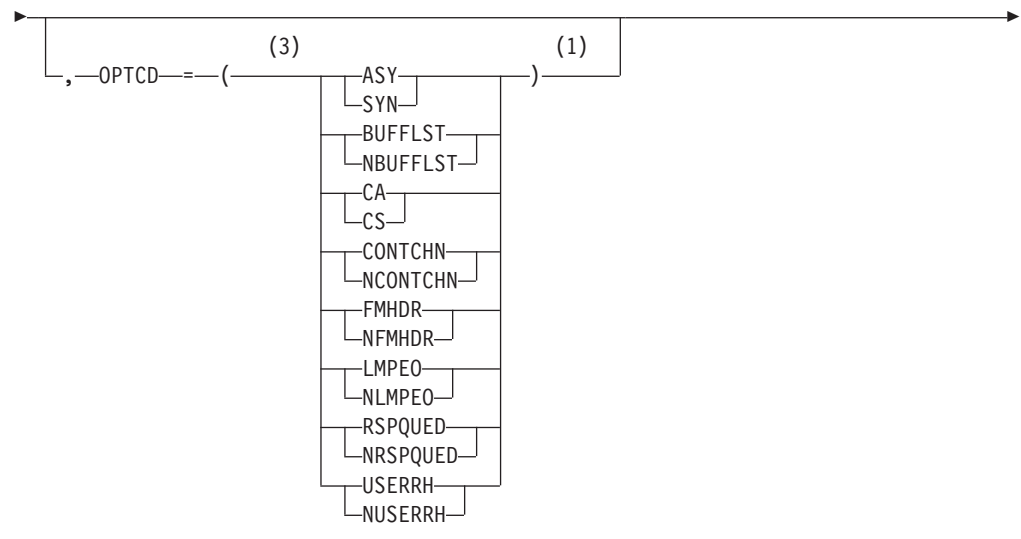 (3) (1)
, OPTCD = ( ASY )
SYN
BUFFLST
NBUFFLST
CA
CS
CONTCHN
NCONTCHN
FMHDR
NFMHDR
LMPEO
NLMPEO
RSPQUED
NRSPQUED
USERRH
NUSERRH